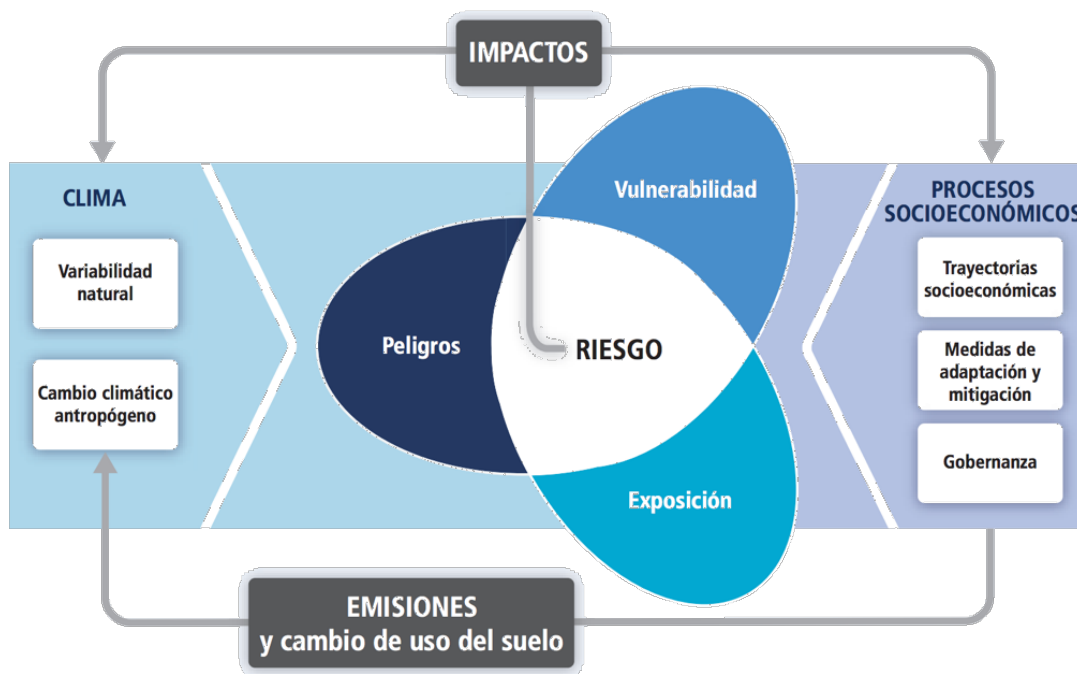 IMPACTOS
CLIMA
Variabilidad
natural
Cambio climático
antropógeno
Vulnerabilidad
Peligros
RIESGO
Exposición
PROCESOS
SOCIOECONÓMICOS
Trayectorias
socioeconómicas
Medidas de
adaptación y
mitigación
Gobernanza
EMISIONES
y cambio de uso del suelo